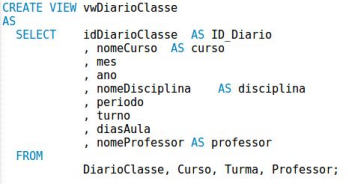 CREATE VIEW vwDiarioClasse
AS
SELECT idDiarioClasse AS ID_Diario
, nomeCurso AS curso
, mes
, ano
, nomeDisciplina AS disciplina
, periodo
, turno
, diasAula
, nomeProfessor AS professor
FROM
DiarioClasse, Curso, Turma, Professor;